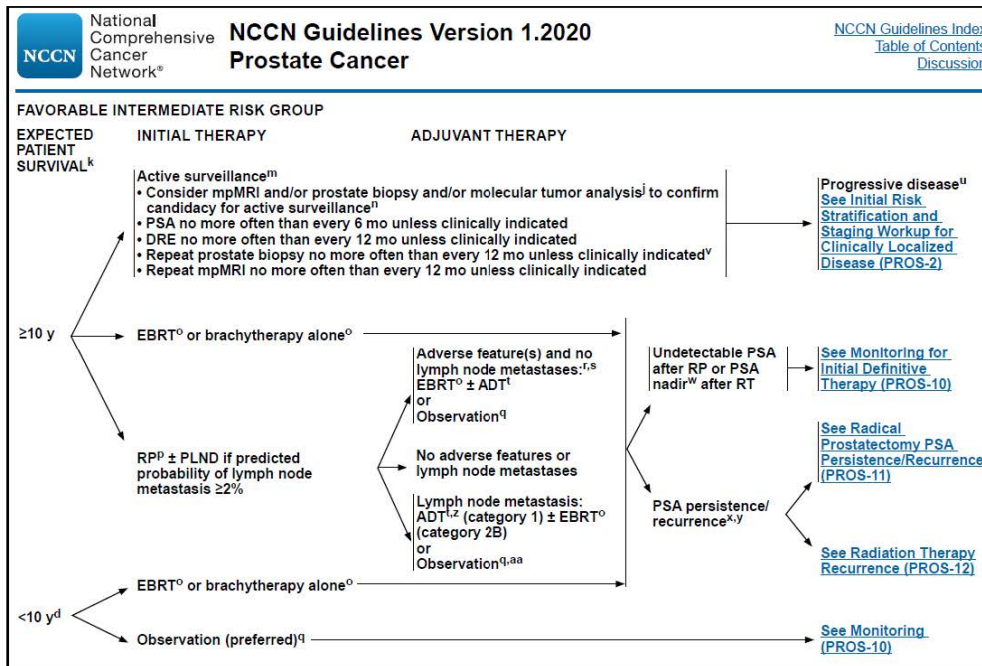 NCCN
National
Comprehensive
Cancer
Network®
NCCN Guidelines Version 1.2020
Prostate Cancer
NCCN Guidelines Index
Table of Contents
Discussion
FAVORABLE INTERMEDIATE RISK GROUP
EXPECTED
PATIENT
SURVIVALk
INITIAL THERAPY
ADJUVANT THERAPY
≥10 y
Active surveillancem
• Consider mpMRI and/or prostate biopsy and/or molecular tumor analysisj to confirm
candidacy for active surveillancen
• PSA no more often than every 6 mo unless clinically indicated
• DRE no more often than every 12 mo unless clinically indicated
• Repeat prostate biopsy no more often than every 12 mo unless clinically indicatedv
• Repeat mpMRI no more often than every 12 mo unless clinically indicated
Progressive diseaseu
See Initial Risk
Stratification and
Staging Workup for
Clinically Localized
Disease (PROS-2)
EBRTo or brachytherapy aloneo
RPp ± PLND if predicted
probability of lymph node
metastasis ≥2%
Adverse feature(s) and no
lymph node metastases:r,s
EBRTo ± ADTt
or
Observationq
No adverse features or
lymph node metastases
Lymph node metastasis:
ADTt,z (category 1) ± EBRTo
(category 2B)
or
Observationq,aa
Undetectable PSA
after RP or PSA
nadirw after RT
See Monitoring for
Initial Definitive
Therapy (PROS-10)
PSA persistence/
recurrencex,y
See Radical
Prostatectomy PSA
Persistence/Recurrence
(PROS-11)
See Radiation Therapy
Recurrence (PROS-12)
<10 yd
EBRTo or brachytherapy aloneo
Observation (preferred)q
See Monitoring
(PROS-10)